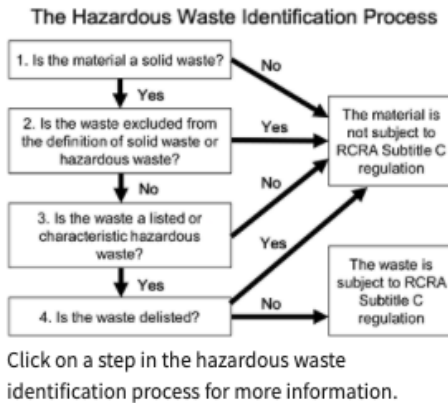 The Hazardous Waste Identification Process
1. Is the material a solid waste?
No
Yes
2. Is the waste excluded from
the definition of solid waste or
hazardous waste?
Yes
The material is
not subject to
RCRA Subtitle C
regulation
No
No
3. Is the waste a listed or
characteristic hazardous
waste?
Yes
Yes
4. Is the waste delisted?
No
The waste is
subject to RCRA
Subtitle C
regulation
Click on a step in the hazardous waste
identification process for more information.